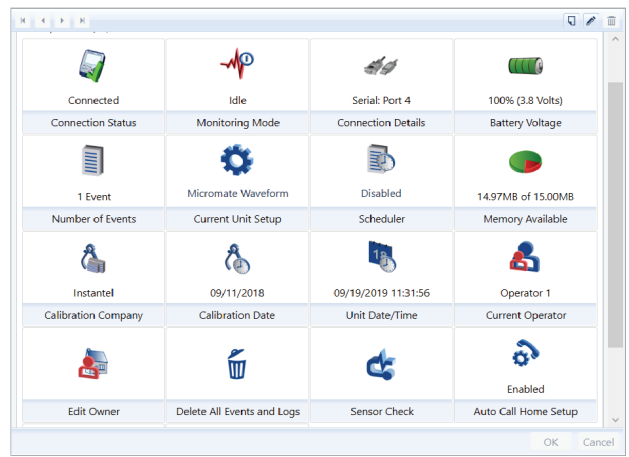 Connected
Idle
Serial: Port 4
100% (3.8 Volts)
Connection Status
Monitoring Mode
Connection Details
Battery Voltage
1 Event
Micromate Waveform
Disabled
14.97MB of 15.00MB
Number of Events
Current Unit Setup
Scheduler
Memory Available
Instantel
09/11/2018
09/19/2019 11:31:56
Operator 1
Calibration Company
Calibration Date
Unit Date/Time
Current Operator
Enabled
Edit Owner
Delete All Events and Logs
Sensor Check
Auto Call Home Setup
OK
Cancel